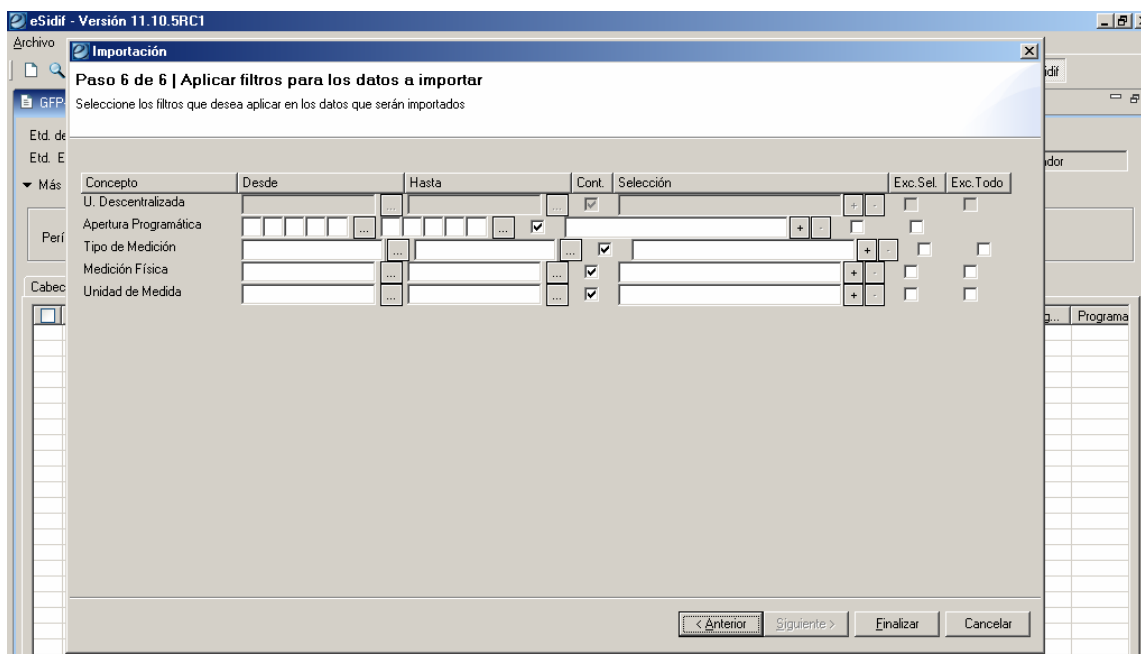 eSidif - Versión 11.10.5RC1
Archivo
Importación
Paso 6 de 6 | Aplicar filtros para los datos a importar
Seleccione los filtros que desea aplicar en los datos que serán importados
idif
GFP
Etd. de
Etd. E
ador
Más
Perí
Cabec
Concepto Desde Hasta Cont. Selección Exc.Sel. Exc.Todo
U. Descentralizada ... ... + -
Apertura Programática ... ... + -
Tipo de Medición ... ... + -
Medición Física ... ... + -
Unidad de Medida ... ... + -
g... Programa
< Anterior Siguiente > Finalizar Cancelar